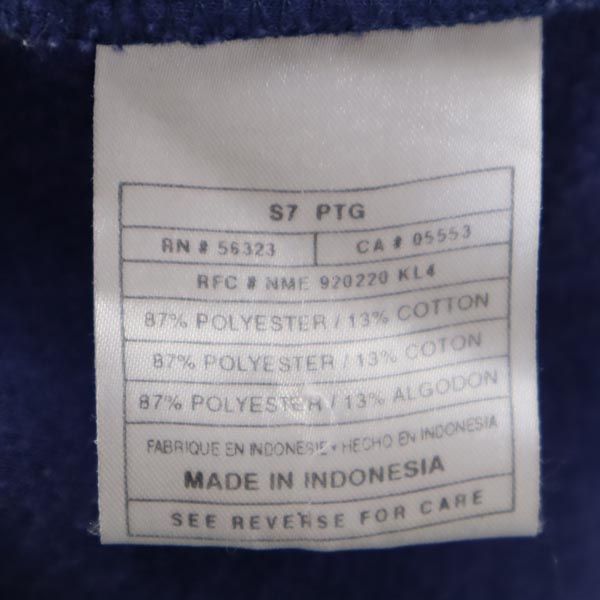 S7 PTG
RN # 56323 CA # 05553
RFC # NME 920220 KL4
87% POLYESTER / 13% COTTON
87% POLYESTER / 13% COTON
87% POLYESTER / 13% ALGODON
FABRIQUE EN INDONESIE • HECHO EN INDONESIA
MADE IN INDONESIA
SEE REVERSE FOR CARE